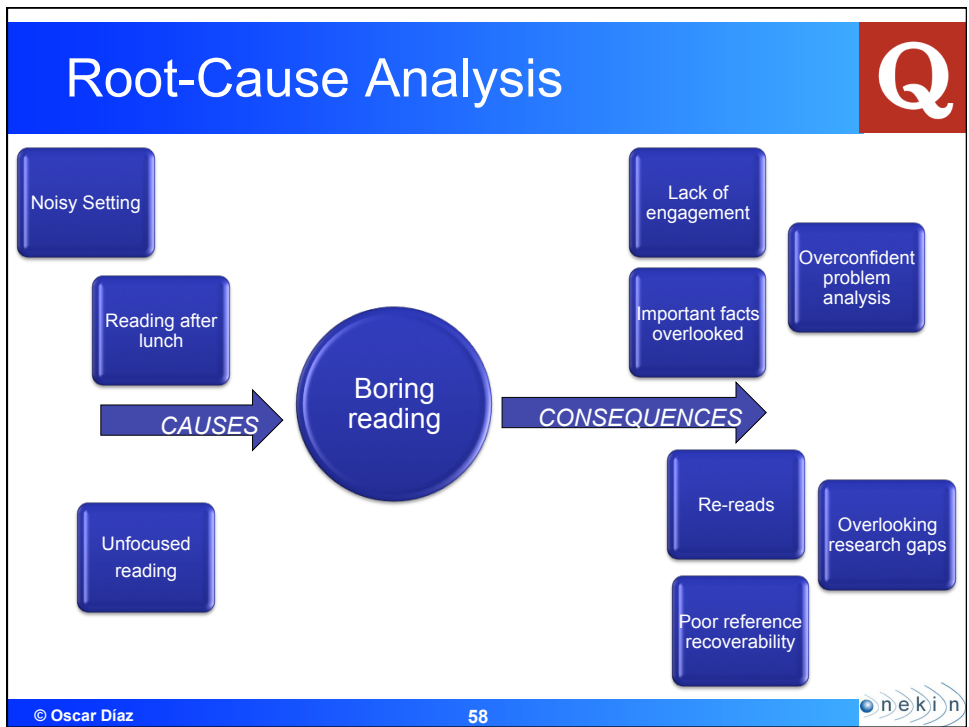 Root-Cause Analysis
Q
Noisy Setting
Reading after
lunch
CAUSES
Unfocused
reading
Boring
reading
CONSEQUENCES
Lack of
engagement
Important facts
overlooked
Overconfident
problem
analysis
Re-reads
Overlooking
research gaps
Poor reference
recoverability
© Oscar Díaz
58
onekin